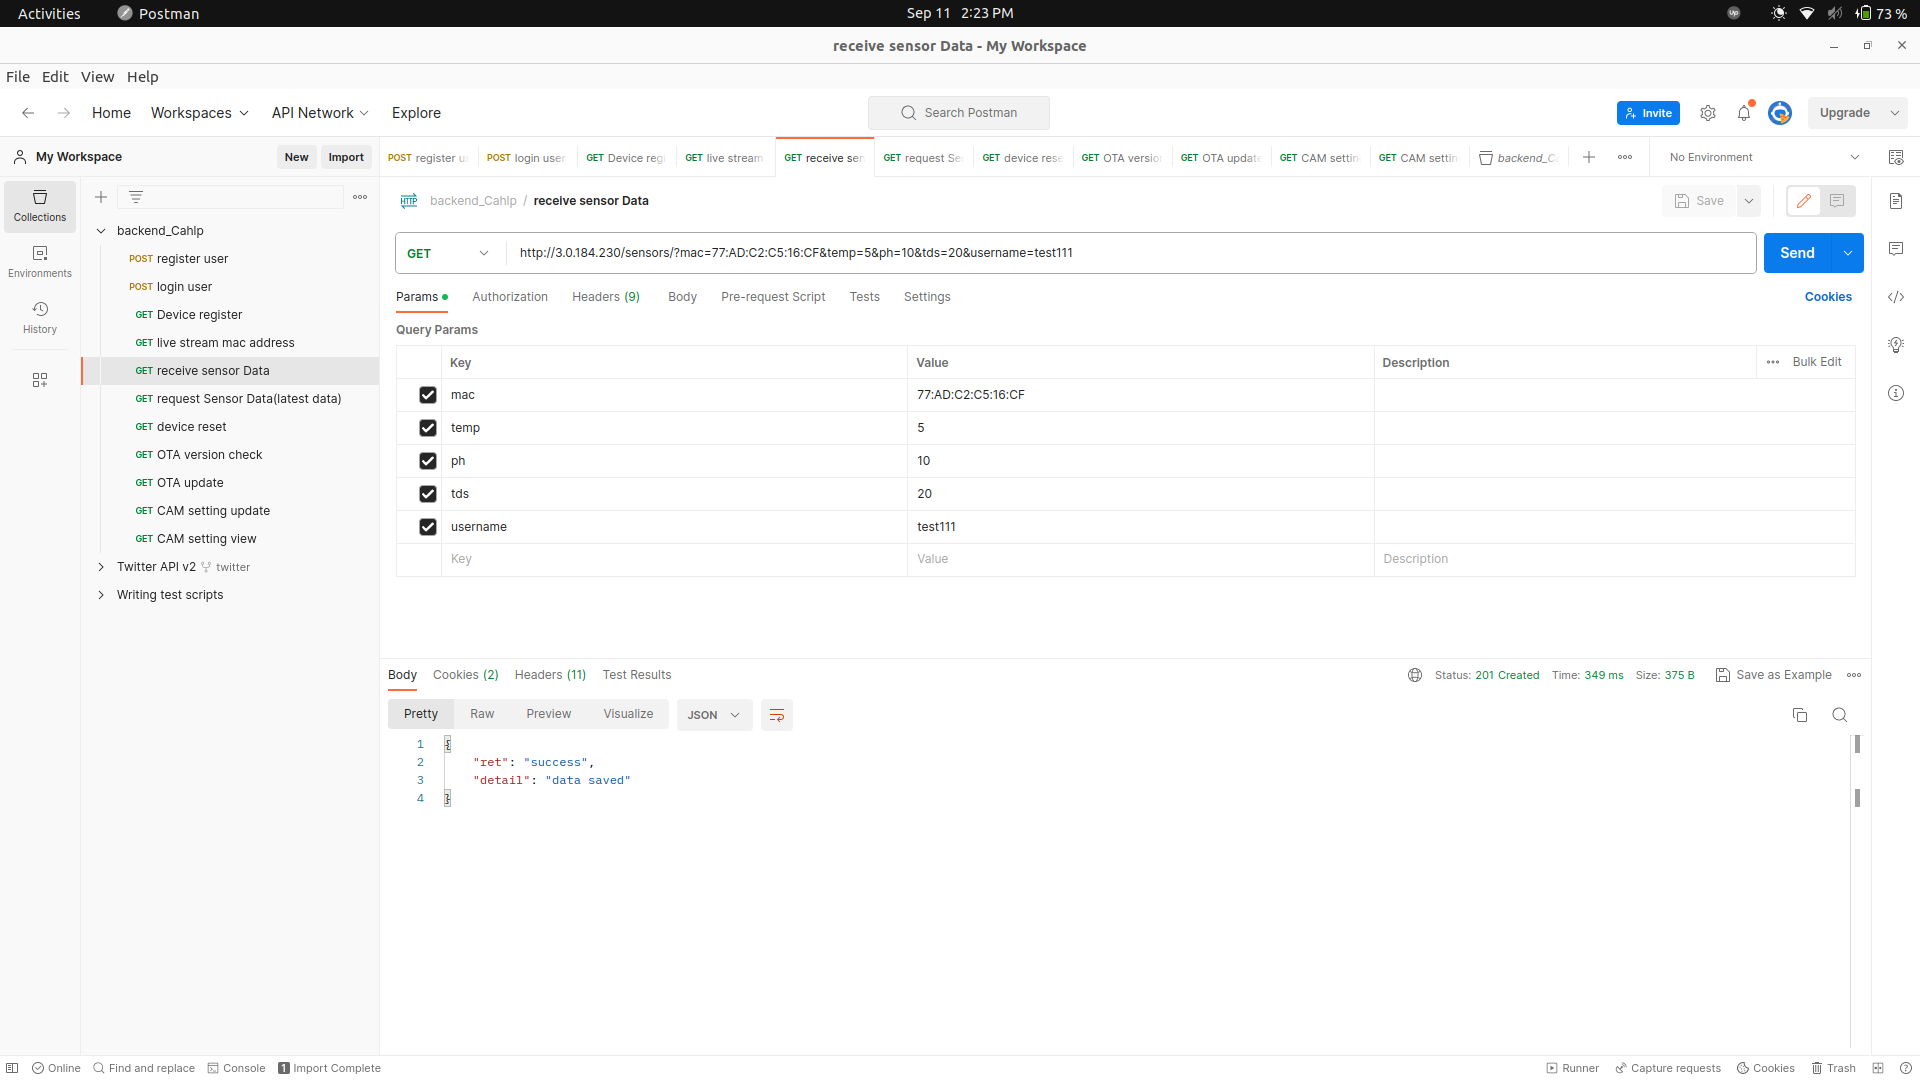 Activities Postman Sep 11 2:23 PM 73 %
receive sensor Data - My Workspace
File Edit View Help
Home Workspaces API Network Explore Search Postman Invite Upgrade
My Workspace New Import
POST register u POST login user GET Device regi GET live stream GET receive sen GET request Se GET device rese GET OTA versio GET OTA update GET CAM settin GET CAM settin backend_C No Environment
Collections
Environments
History
backend_Cahlp
POST register user
POST login user
GET Device register
GET live stream mac address
GET receive sensor Data
GET request Sensor Data(latest data)
GET device reset
GET OTA version check
GET OTA update
GET CAM setting update
GET CAM setting view
Twitter API v2 twitter
Writing test scripts
HTTP backend_Cahlp / receive sensor Data Save
GET http://3.0.184.230/sensors/?mac=77:AD:C2:C5:16:CF&temp=5&ph=10&tds=20&username=test111 Send
Params Authorization Headers (9) Body Pre-request Script Tests Settings Cookies
Query Params
Key Value Description Bulk Edit
mac 77:AD:C2:C5:16:CF
temp 5
ph 10
tds 20
username test111
Key Value Description
Body Cookies (2) Headers (11) Test Results Status: 201 Created Time: 349 ms Size: 375 B Save as Example
Pretty Raw Preview Visualize JSON
1 {
2 "ret": "success",
3 "detail": "data saved"
4 }
Online Find and replace Console 1 Import Complete Runner Capture requests Cookies Trash